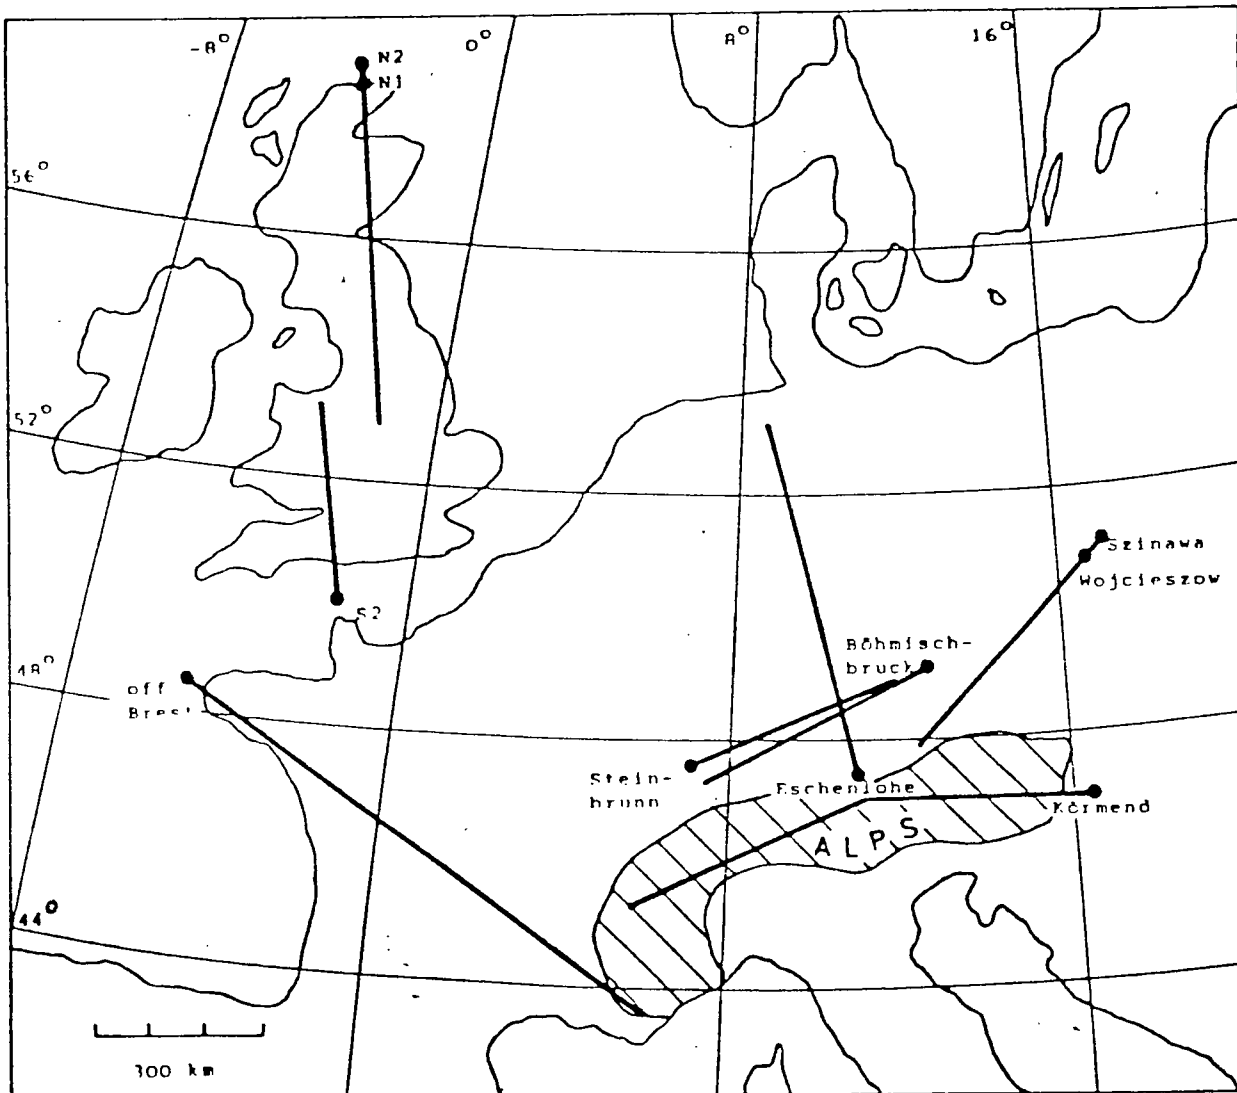 -8°
0°
8°
16°
N2
N1
56°
52°
Szinawa
Wojcieszow
S2
Böhmisch-
bruck
48°
off
Brest
Stein-
brunn
Eschenlohe
Körmend
ALPS
44°
300 km